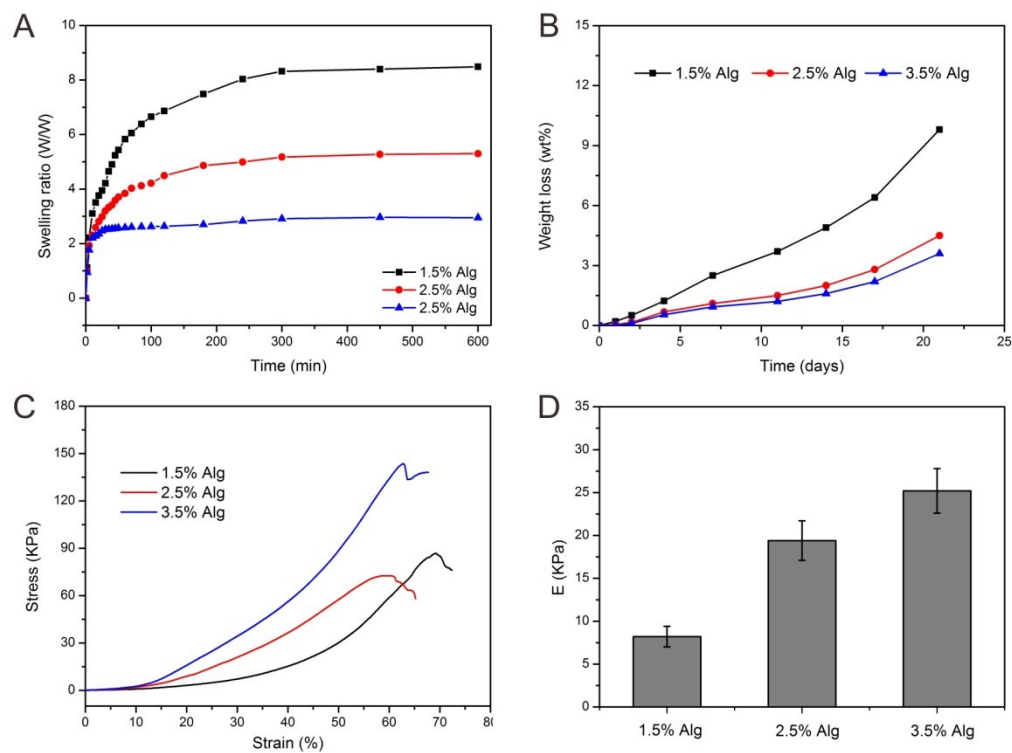 A
Swelling ratio (W/W)
10
8
6
4
2
0
0 100 200 300 400 500 600
Time (min)
1.5% Alg
2.5% Alg
2.5% Alg
B
Weight loss (wt%)
15
12
9
6
3
0
0 5 10 15 20 25
Time (days)
1.5% Alg 2.5% Alg 3.5% Alg
C
Stress (KPa)
180
150
120
90
60
30
0
0 10 20 30 40 50 60 70 80
Strain (%)
1.5% Alg
2.5% Alg
3.5% Alg
D
E (KPa)
35
30
25
20
15
10
5
0
1.5% Alg 2.5% Alg 3.5% Alg